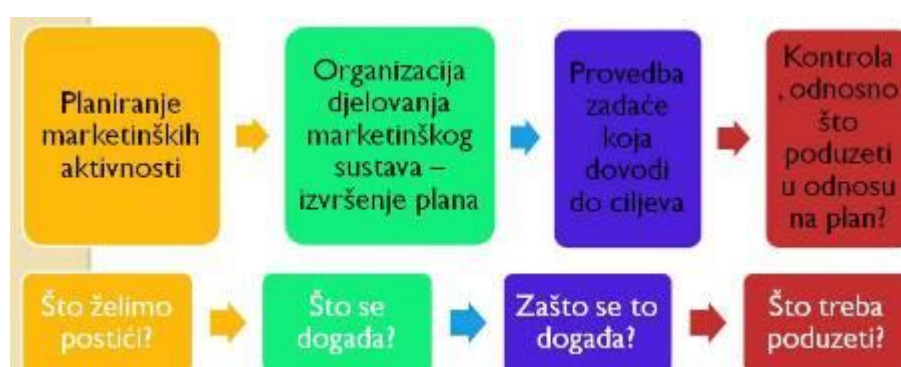 Planiranje
marketinških
aktivnosti
Organizacija
djelovanja
marketinškog
sustava –
izvršenje plana
Provedba
zadaće
koja
dovodi
do ciljeva
Kontrola
, odnosno
što
poduzeti
u odnosu
na plan?
Što želimo
postići?
Što se
događa?
Zašto se to
događa?
Što treba
poduzeti?